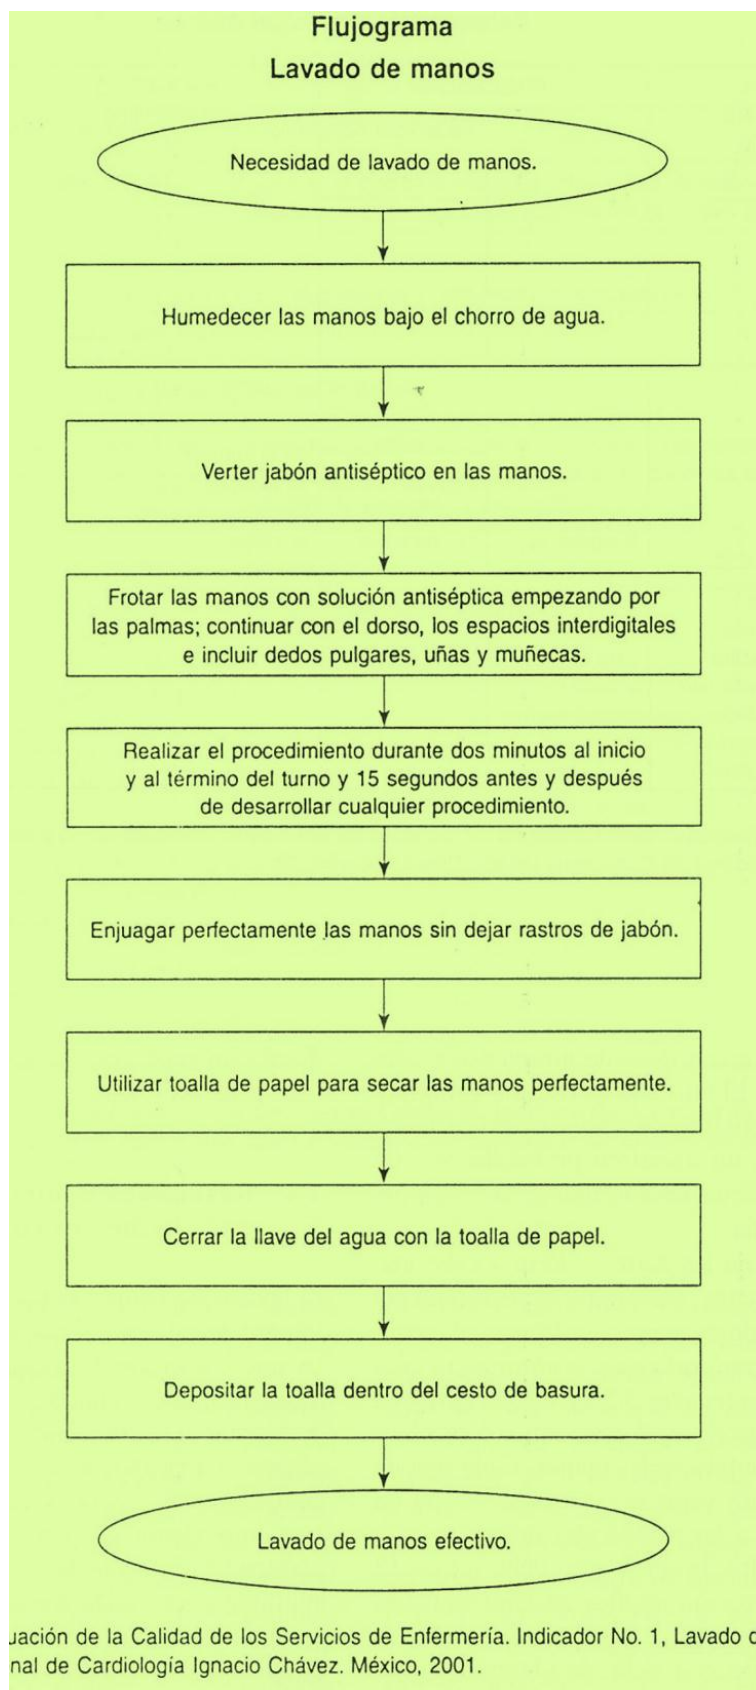 Flujograma
Lavado de manos
Necesidad de lavado de manos.
Humedecer las manos bajo el chorro de agua.
Verter jabón antiséptico en las manos.
Frotar las manos con solución antiséptica empezando por
las palmas; continuar con el dorso, los espacios interdigitales
e incluir dedos pulgares, uñas y muñecas.
Realizar el procedimiento durante dos minutos al inicio
y al término del turno y 15 segundos antes y después
de desarrollar cualquier procedimiento.
Enjuagar perfectamente las manos sin dejar rastros de jabón.
Utilizar toalla de papel para secar las manos perfectamente.
Cerrar la llave del agua con la toalla de papel.
Depositar la toalla dentro del cesto de basura.
Lavado de manos efectivo.
uación de la Calidad de los Servicios de Enfermería. Indicador No. 1, Lavado d
nal de Cardiología Ignacio Chávez. México, 2001.